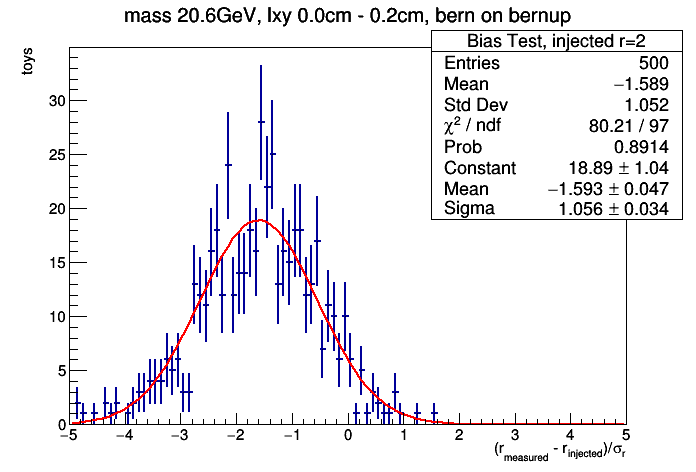 mass 20.6GeV, lxy 0.0cm - 0.2cm, bern on bernup
Bias Test, injected r=2
Entries 500
Mean −1.589
Std Dev 1.052
χ² / ndf 80.21 / 97
Prob 0.8914
Constant 18.89 ± 1.04
Mean −1.593 ± 0.047
Sigma 1.056 ± 0.034
toys
30
25
20
15
10
5
0
−5 −4 −3 −2 −1 0 1 2 3 4 5
(r_measured - r_injected)/σ_r